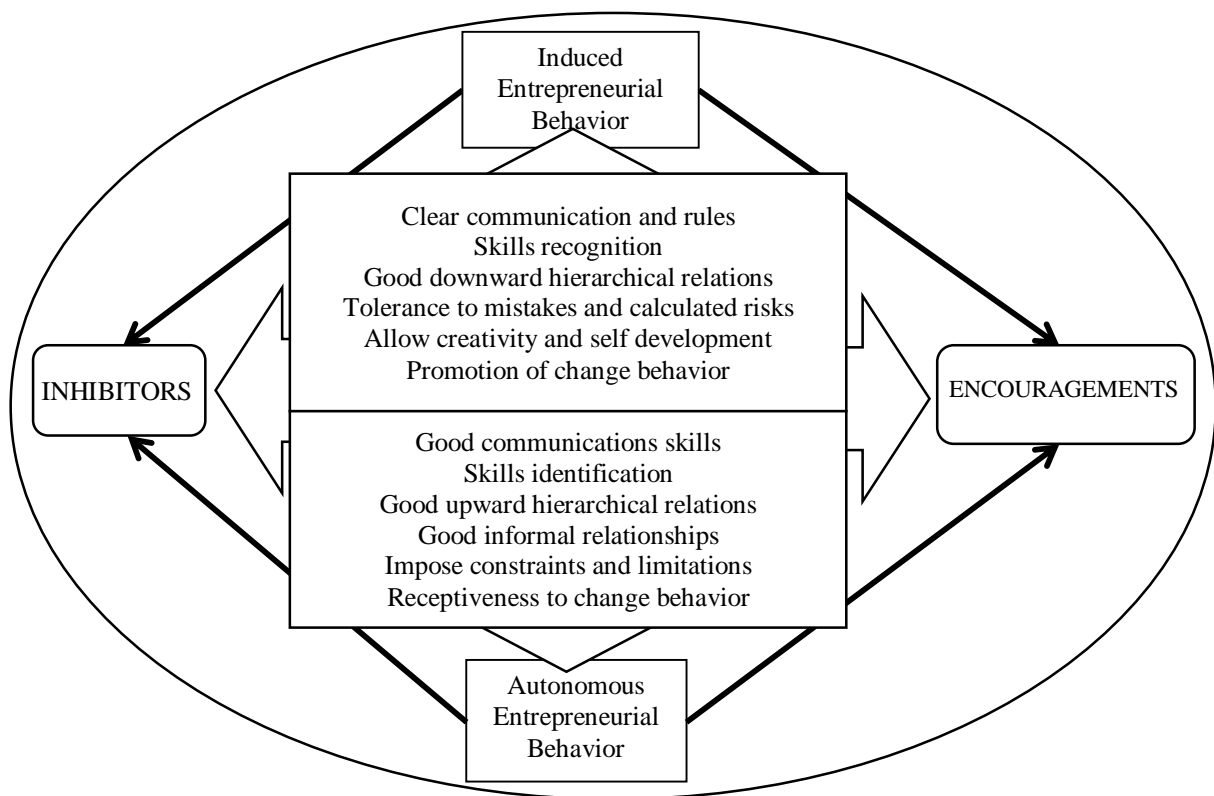 Induced
Entrepreneurial
Behavior
Clear communication and rules
Skills recognition
Good downward hierarchical relations
Tolerance to mistakes and calculated risks
Allow creativity and self development
Promotion of change behavior
INHIBITORS
ENCOURAGEMENTS
Good communications skills
Skills identification
Good upward hierarchical relations
Good informal relationships
Impose constraints and limitations
Receptiveness to change behavior
Autonomous
Entrepreneurial
Behavior